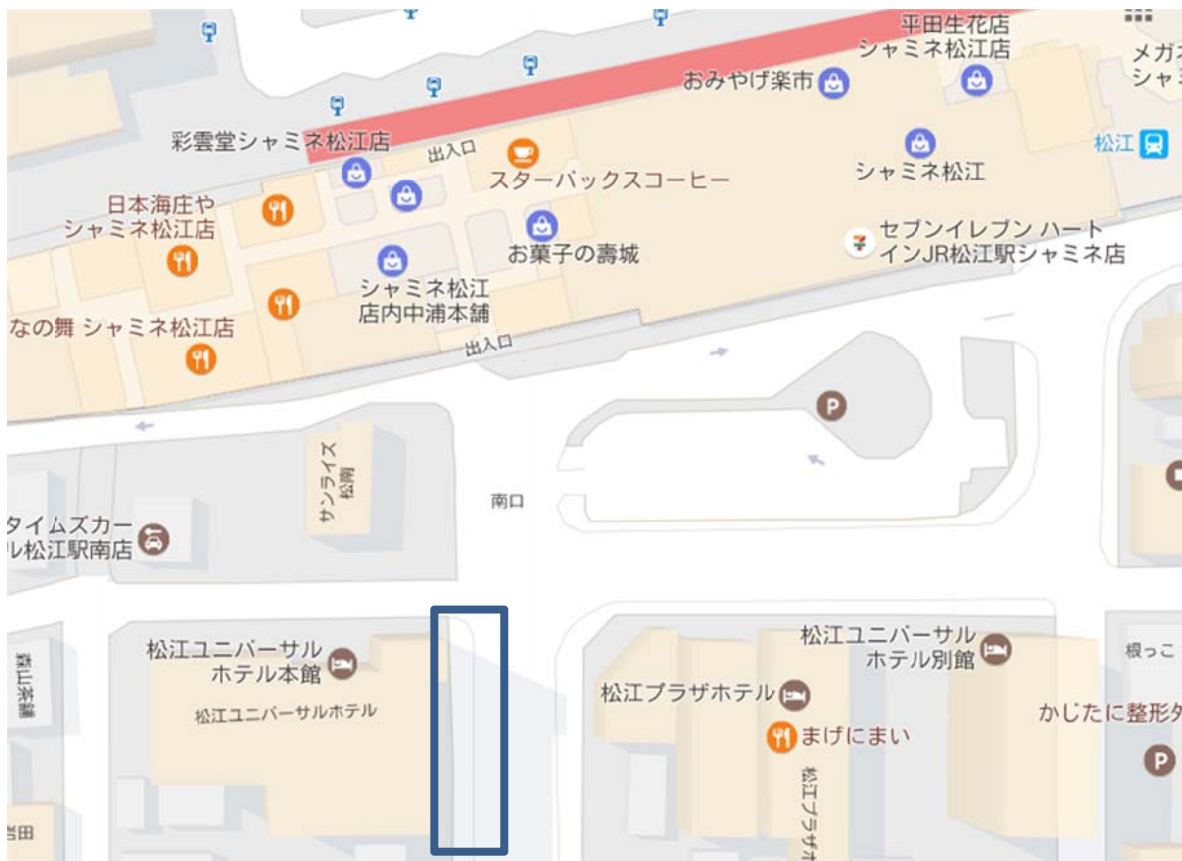 平田生花店
シャミネ松江店
おみやげ楽市
メガネ
シャミ
彩雲堂シャミネ松江店
出入口
スターバックスコーヒー
シャミネ松江
松江
日本海庄や
シャミネ松江店
お菓子の壽城
セブンイレブン ハート
インJR松江駅シャミネ店
シャミネ松江
店内中浦本舗
なの舞 シャミネ松江店
出入口
P
サンライズ
松南
南口
タイムズカー
ル松江駅南店
松江ユニバーサル
ホテル本館
松江ユニバーサルホテル
松江ユニバーサル
ホテル別館
松江プラザホテル
まげにまい
松江プラザホ
根っこ
かじたに整形外
P
森山茶舗
岩田